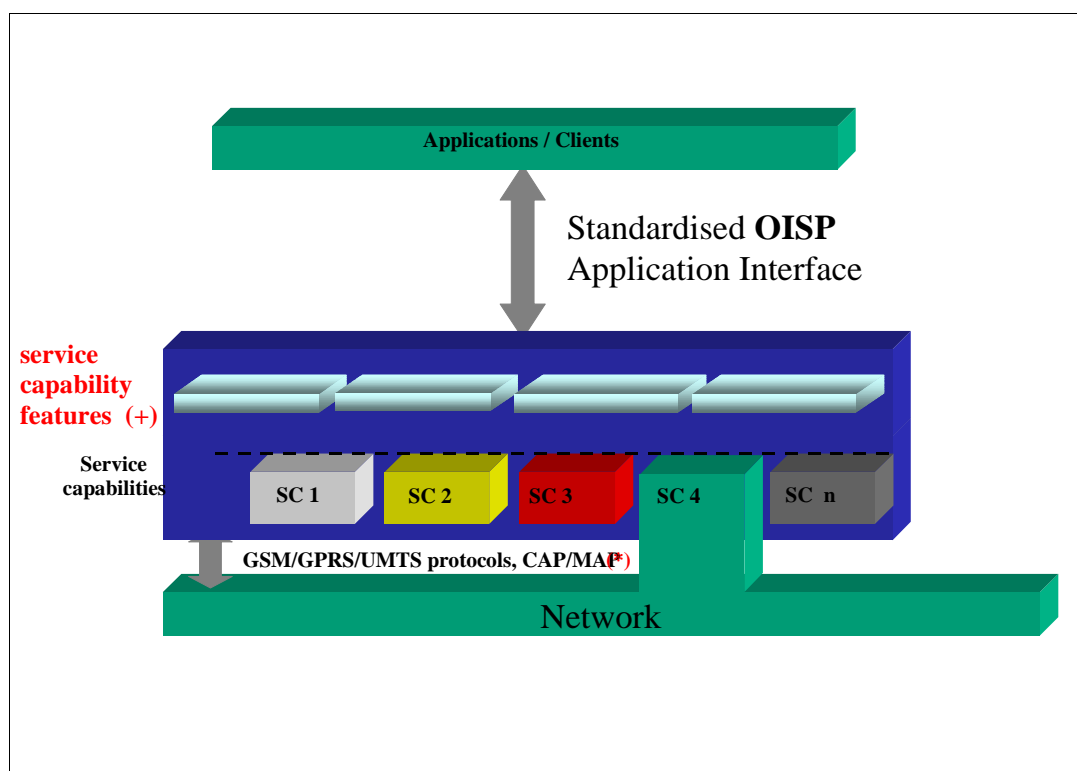 Applications / Clients
Standardised OISP
Application Interface
service
capability
features (+)
Service
capabilities
SC 1
SC 2
SC 3
SC 4
SC n
GSM/GPRS/UMTS protocols, CAP/MAP(*)
Network